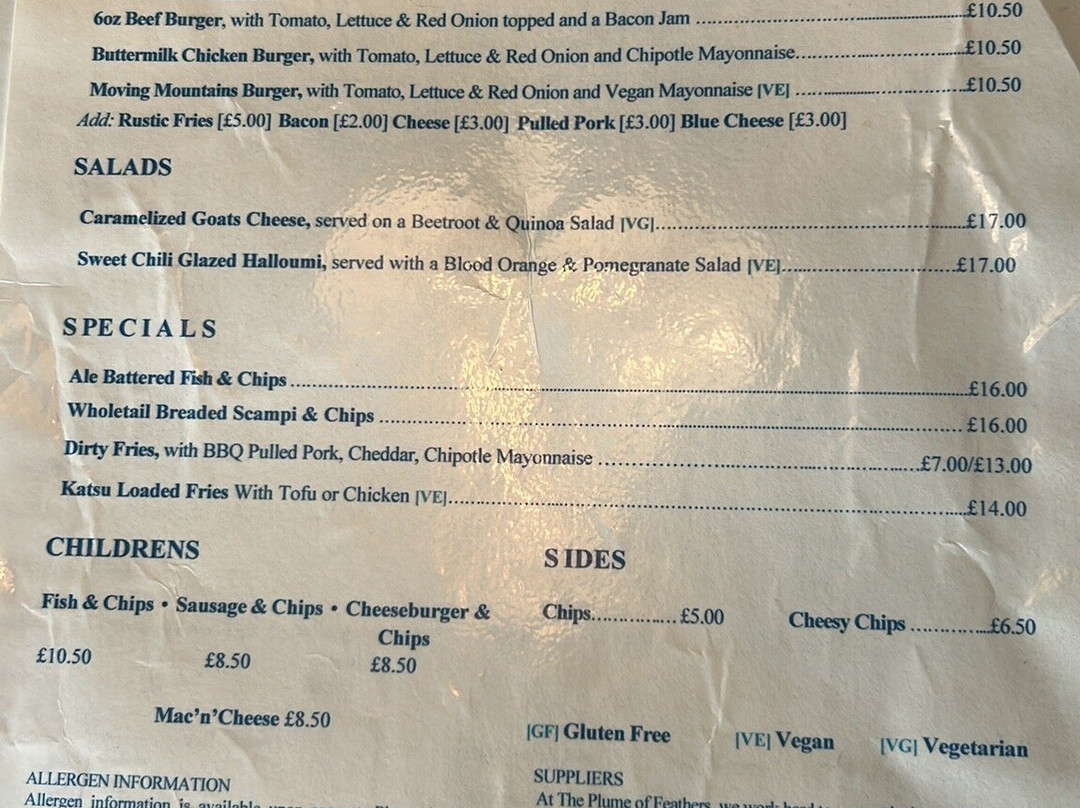 6oz Beef Burger, with Tomato, Lettuce & Red Onion topped and a Bacon Jam ........ £10.50
Buttermilk Chicken Burger, with Tomato, Lettuce & Red Onion and Chipotle Mayonnaise........ £10.50
Moving Mountains Burger, with Tomato, Lettuce & Red Onion and Vegan Mayonnaise [VE] ........ £10.50
Add: Rustic Fries [£5.00] Bacon [£2.00] Cheese [£3.00] Pulled Pork [£3.00] Blue Cheese [£3.00]
SALADS
Caramelized Goats Cheese, served on a Beetroot & Quinoa Salad [VG]........ £17.00
Sweet Chili Glazed Halloumi, served with a Blood Orange & Pomegranate Salad [VE]........ £17.00
SPECIALS
Ale Battered Fish & Chips ........ £16.00
Wholetail Breaded Scampi & Chips ........ £16.00
Dirty Fries, with BBQ Pulled Pork, Cheddar, Chipotle Mayonnaise ........ £7.00/£13.00
Katsu Loaded Fries With Tofu or Chicken [VE]........ £14.00
CHILDRENS
Fish & Chips • Sausage & Chips • Cheeseburger &
Chips
£10.50 £8.50 £8.50
Mac'n'Cheese £8.50
SIDES
Chips............... £5.00 Cheesy Chips ............... £6.50
[GF] Gluten Free [VE] Vegan [VG] Vegetarian
ALLERGEN INFORMATION
Allergen information is available
SUPPLIERS
At The Plume of Feathers, we work hard to